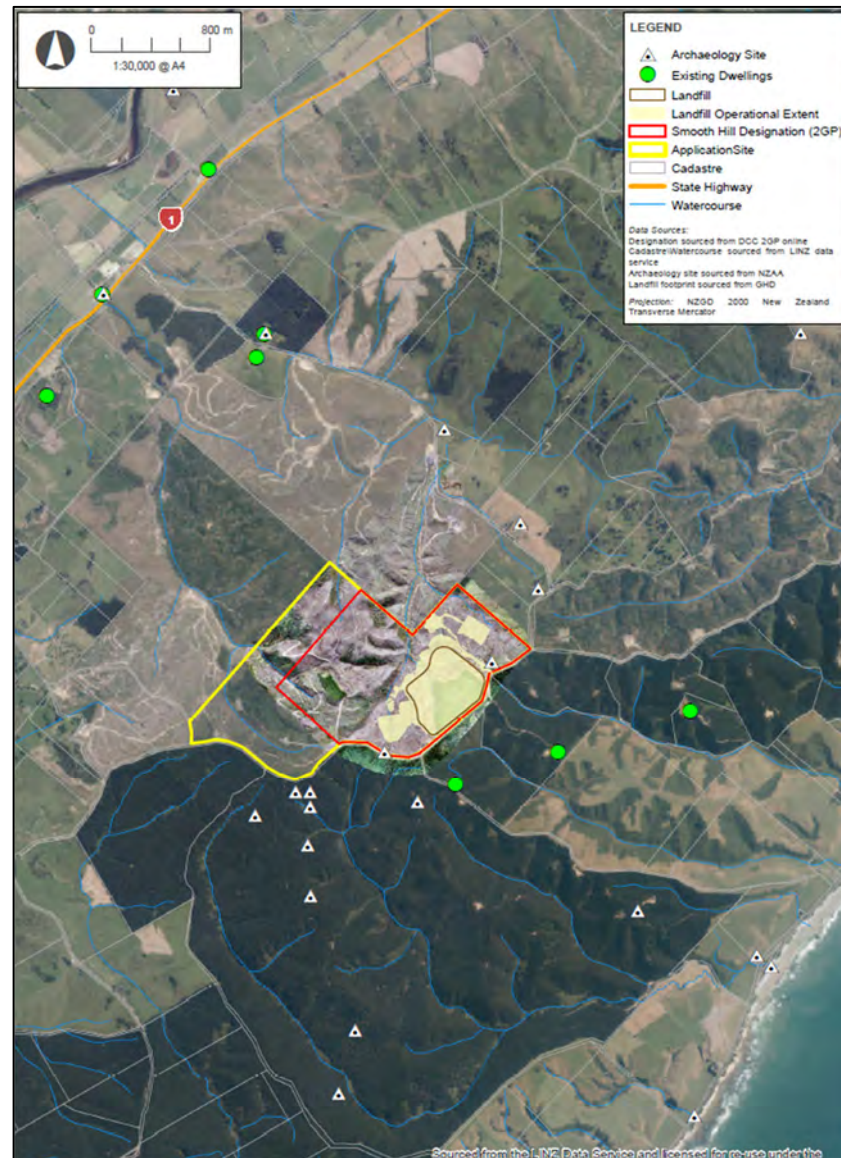 0 800 m
1:30,000 @ A4
LEGEND
Archaeology Site
Existing Dwellings
Landfill
Landfill Operational Extent
Smooth Hill Designation (2GP)
ApplicationSite
Cadastre
State Highway
Watercourse
Data Sources:
Designation sourced from DCC 2GP online
Cadastre\Watercourse sourced from LINZ data
service
Archaeology site sourced from NZAA
Landfill footprint sourced from GHD
Projection: NZGD 2000 New Zealand
Transverse Mercator
1
Sourced from the LINZ Data Service and licensed for re-use under the